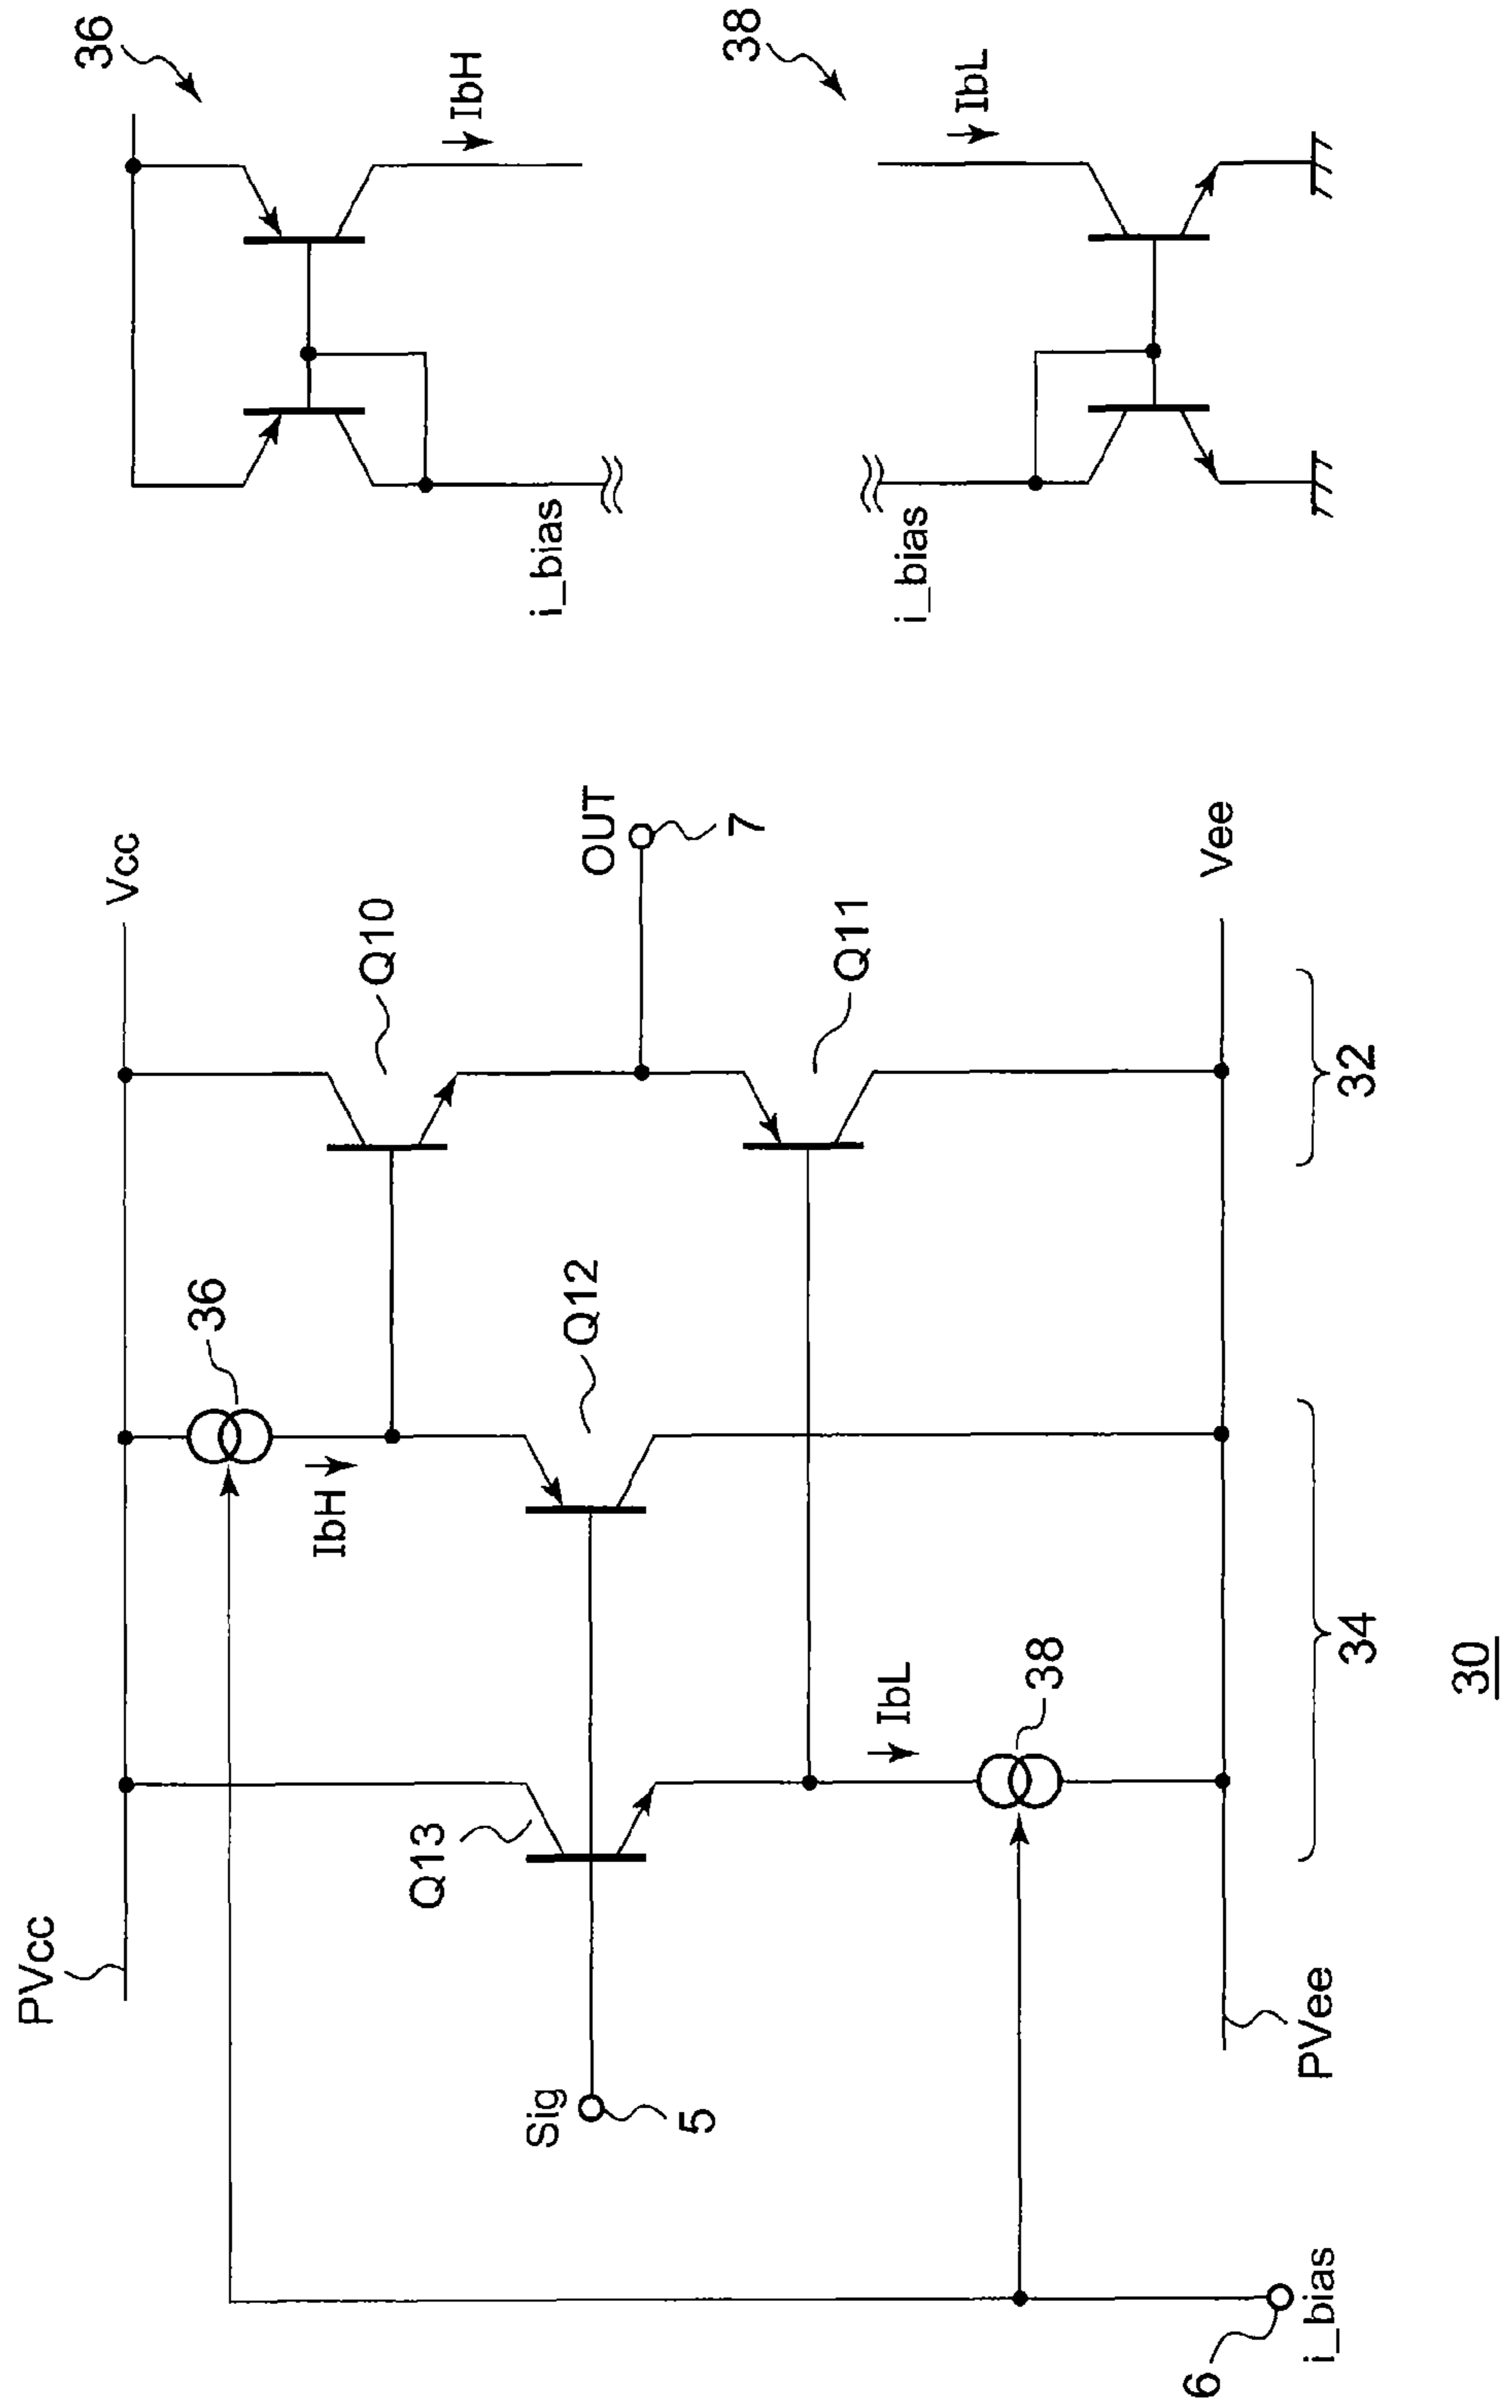 36
IbH
i_bias
38
IbL
i_bias
PVcc
Vcc
36
IbH
Q10
Q13
Q12
OUT
7
Sig
5
Q11
IbL
38
Vee
PVee
6
i_bias
34
32
30